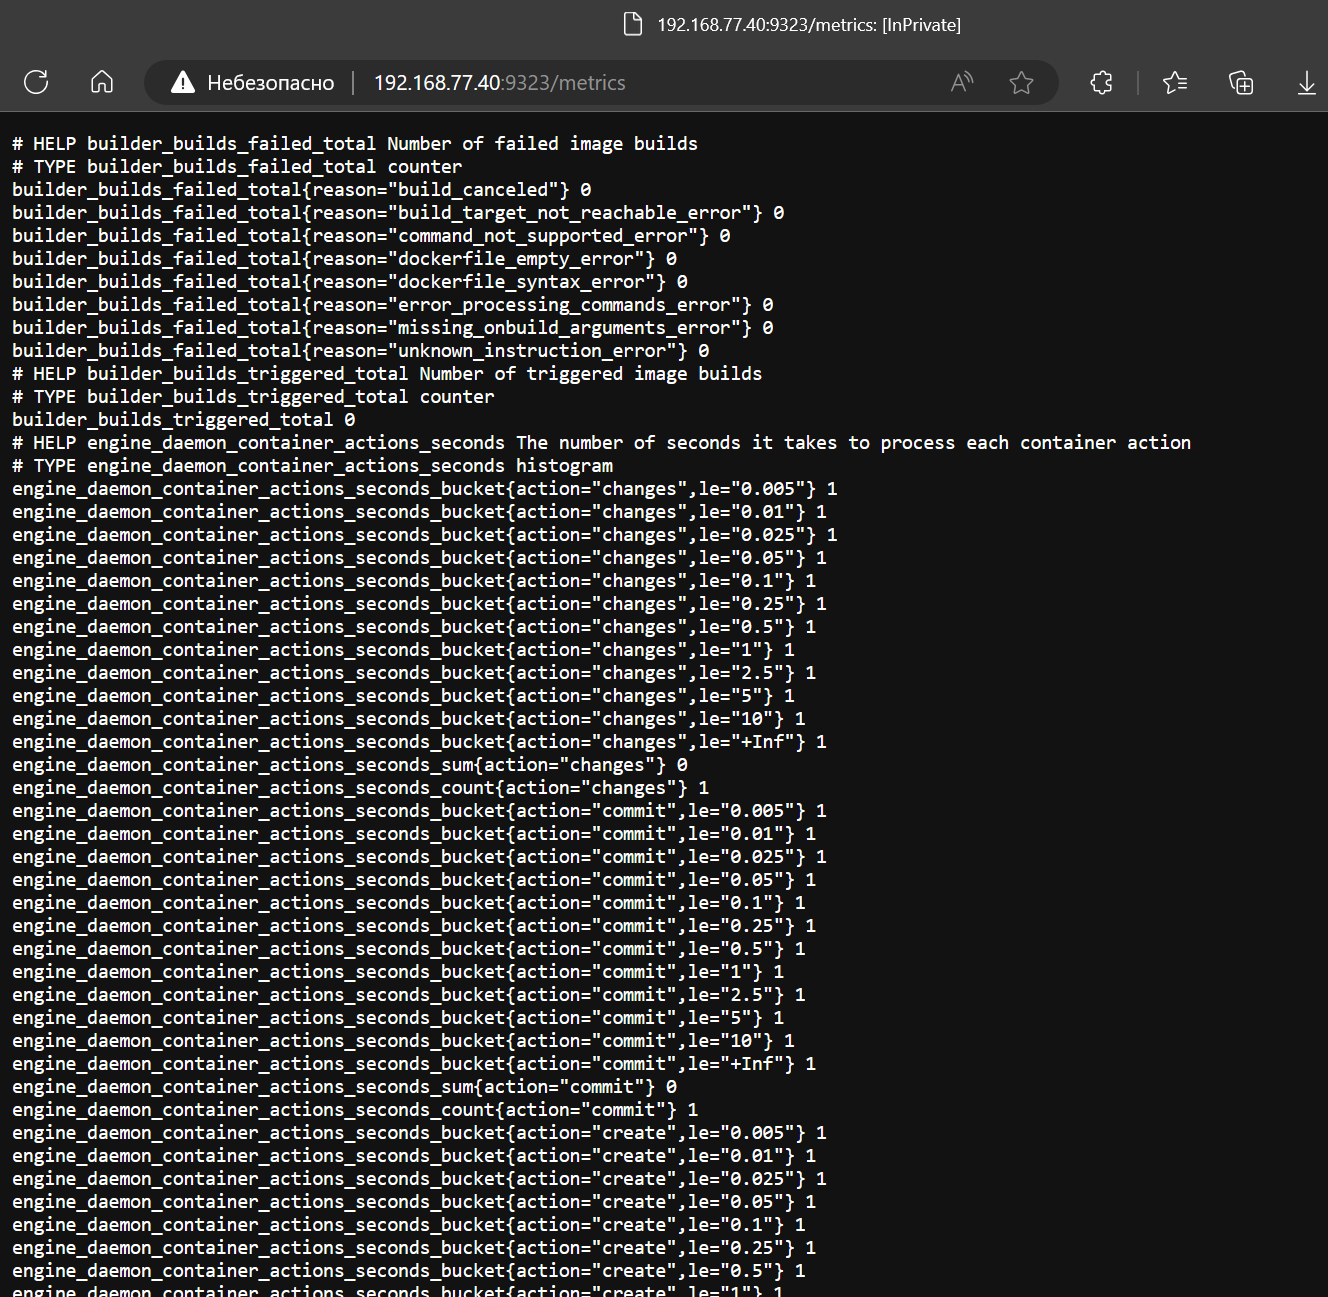 192.168.77.40:9323/metrics: [InPrivate]
Небезопасно 192.168.77.40:9323/metrics
# HELP builder_builds_failed_total Number of failed image builds
# TYPE builder_builds_failed_total counter
builder_builds_failed_total{reason="build_canceled"} 0
builder_builds_failed_total{reason="build_target_not_reachable_error"} 0
builder_builds_failed_total{reason="command_not_supported_error"} 0
builder_builds_failed_total{reason="dockerfile_empty_error"} 0
builder_builds_failed_total{reason="dockerfile_syntax_error"} 0
builder_builds_failed_total{reason="error_processing_commands_error"} 0
builder_builds_failed_total{reason="missing_onbuild_arguments_error"} 0
builder_builds_failed_total{reason="unknown_instruction_error"} 0
# HELP builder_builds_triggered_total Number of triggered image builds
# TYPE builder_builds_triggered_total counter
builder_builds_triggered_total 0
# HELP engine_daemon_container_actions_seconds The number of seconds it takes to process each container action
# TYPE engine_daemon_container_actions_seconds histogram
engine_daemon_container_actions_seconds_bucket{action="changes",le="0.005"} 1
engine_daemon_container_actions_seconds_bucket{action="changes",le="0.01"} 1
engine_daemon_container_actions_seconds_bucket{action="changes",le="0.025"} 1
engine_daemon_container_actions_seconds_bucket{action="changes",le="0.05"} 1
engine_daemon_container_actions_seconds_bucket{action="changes",le="0.1"} 1
engine_daemon_container_actions_seconds_bucket{action="changes",le="0.25"} 1
engine_daemon_container_actions_seconds_bucket{action="changes",le="0.5"} 1
engine_daemon_container_actions_seconds_bucket{action="changes",le="1"} 1
engine_daemon_container_actions_seconds_bucket{action="changes",le="2.5"} 1
engine_daemon_container_actions_seconds_bucket{action="changes",le="5"} 1
engine_daemon_container_actions_seconds_bucket{action="changes",le="10"} 1
engine_daemon_container_actions_seconds_bucket{action="changes",le="+Inf"} 1
engine_daemon_container_actions_seconds_sum{action="changes"} 0
engine_daemon_container_actions_seconds_count{action="changes"} 1
engine_daemon_container_actions_seconds_bucket{action="commit",le="0.005"} 1
engine_daemon_container_actions_seconds_bucket{action="commit",le="0.01"} 1
engine_daemon_container_actions_seconds_bucket{action="commit",le="0.025"} 1
engine_daemon_container_actions_seconds_bucket{action="commit",le="0.05"} 1
engine_daemon_container_actions_seconds_bucket{action="commit",le="0.1"} 1
engine_daemon_container_actions_seconds_bucket{action="commit",le="0.25"} 1
engine_daemon_container_actions_seconds_bucket{action="commit",le="0.5"} 1
engine_daemon_container_actions_seconds_bucket{action="commit",le="1"} 1
engine_daemon_container_actions_seconds_bucket{action="commit",le="2.5"} 1
engine_daemon_container_actions_seconds_bucket{action="commit",le="5"} 1
engine_daemon_container_actions_seconds_bucket{action="commit",le="10"} 1
engine_daemon_container_actions_seconds_bucket{action="commit",le="+Inf"} 1
engine_daemon_container_actions_seconds_sum{action="commit"} 0
engine_daemon_container_actions_seconds_count{action="commit"} 1
engine_daemon_container_actions_seconds_bucket{action="create",le="0.005"} 1
engine_daemon_container_actions_seconds_bucket{action="create",le="0.01"} 1
engine_daemon_container_actions_seconds_bucket{action="create",le="0.025"} 1
engine_daemon_container_actions_seconds_bucket{action="create",le="0.05"} 1
engine_daemon_container_actions_seconds_bucket{action="create",le="0.1"} 1
engine_daemon_container_actions_seconds_bucket{action="create",le="0.25"} 1
engine_daemon_container_actions_seconds_bucket{action="create",le="0.5"} 1
engine_daemon_container_actions_seconds_bucket{action="create",le="1"} 1